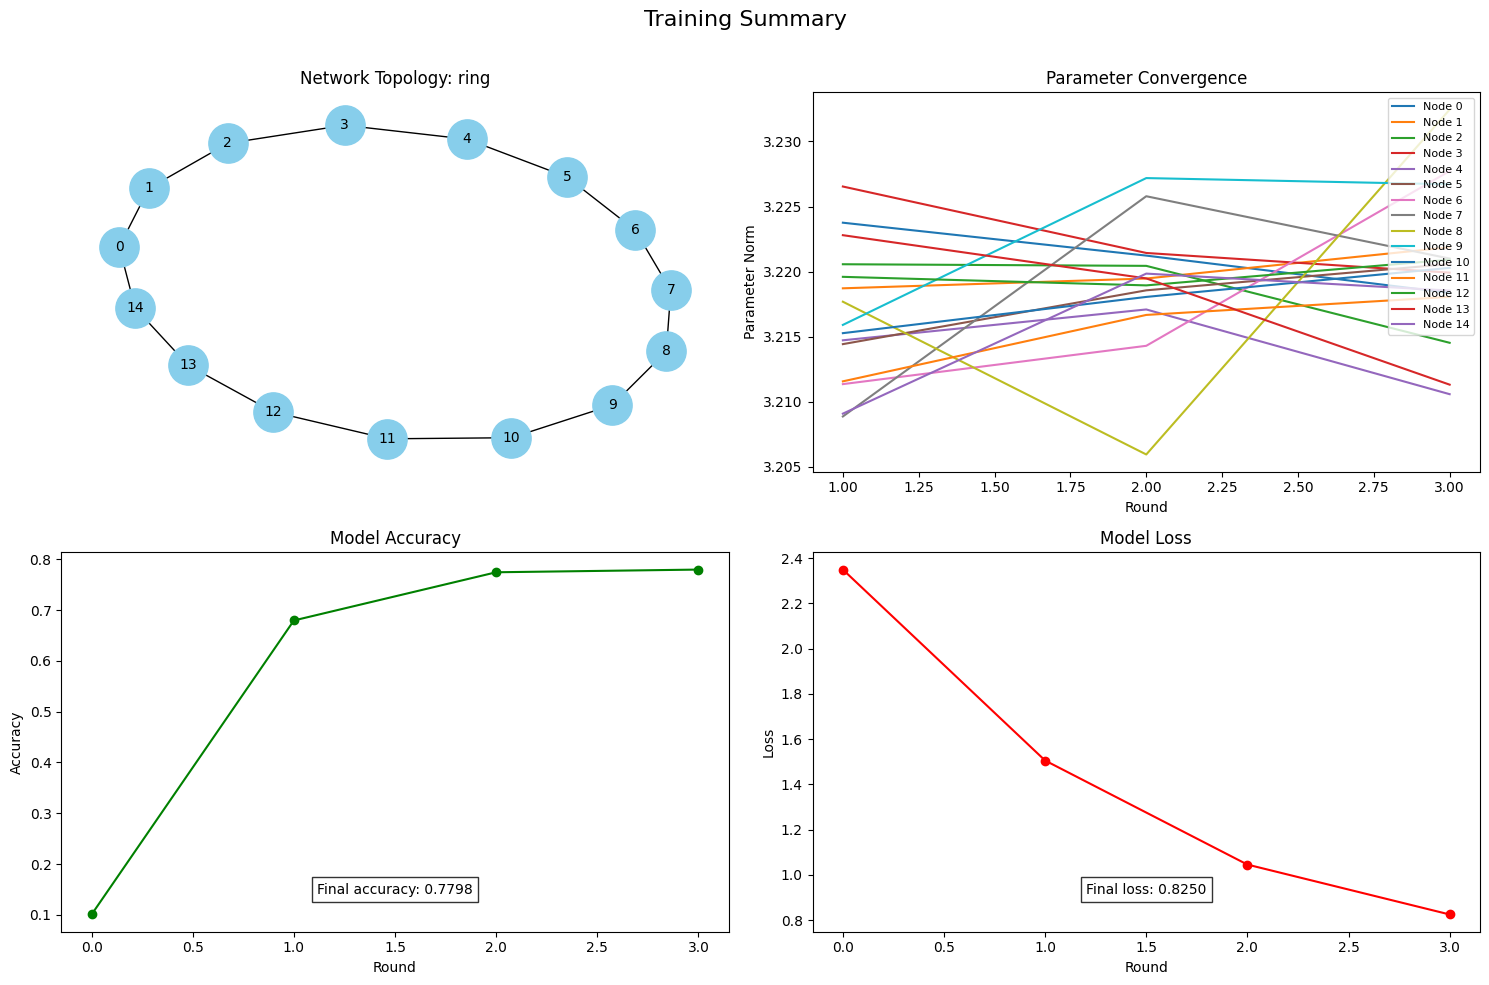 Training Summary
Network Topology: ring
3
4
2
5
1
6
0
7
14
8
13
9
12
11
10
Parameter Convergence
Parameter Norm
3.230
3.225
3.220
3.215
3.210
3.205
1.00 1.25 1.50 1.75 2.00 2.25 2.50 2.75 3.00
Round
Node 0
Node 1
Node 2
Node 3
Node 4
Node 5
Node 6
Node 7
Node 8
Node 9
Node 10
Node 11
Node 12
Node 13
Node 14
Model Accuracy
Accuracy
0.8
0.7
0.6
0.5
0.4
0.3
0.2
0.1
Final accuracy: 0.7798
0.0 0.5 1.0 1.5 2.0 2.5 3.0
Round
Model Loss
Loss
2.4
2.2
2.0
1.8
1.6
1.4
1.2
1.0
0.8
Final loss: 0.8250
0.0 0.5 1.0 1.5 2.0 2.5 3.0
Round